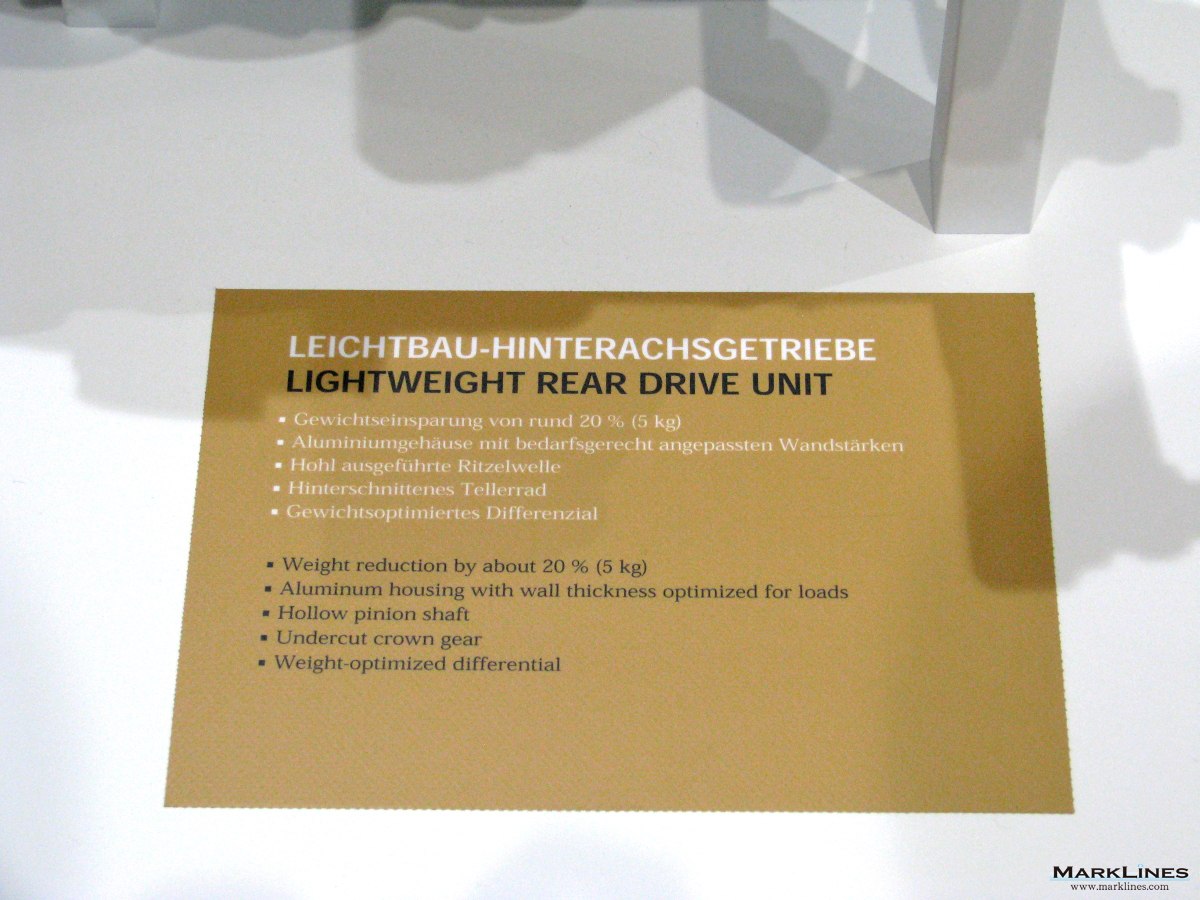 LEICHTBAU-HINTERACHSGETRIEBE
LIGHTWEIGHT REAR DRIVE UNIT
▪ Gewichtseinsparung von rund 20 % (5 kg)
▪ Aluminiumgehäuse mit bedarfsgerecht angepassten Wandstärken
▪ Hohl ausgeführte Ritzelwelle
▪ Hinterschnittenes Tellerrad
▪ Gewichtsoptimiertes Differenzial
▪ Weight reduction by about 20 % (5 kg)
▪ Aluminum housing with wall thickness optimized for loads
▪ Hollow pinion shaft
▪ Undercut crown gear
▪ Weight-optimized differential
MARKLINES
www.marklines.com